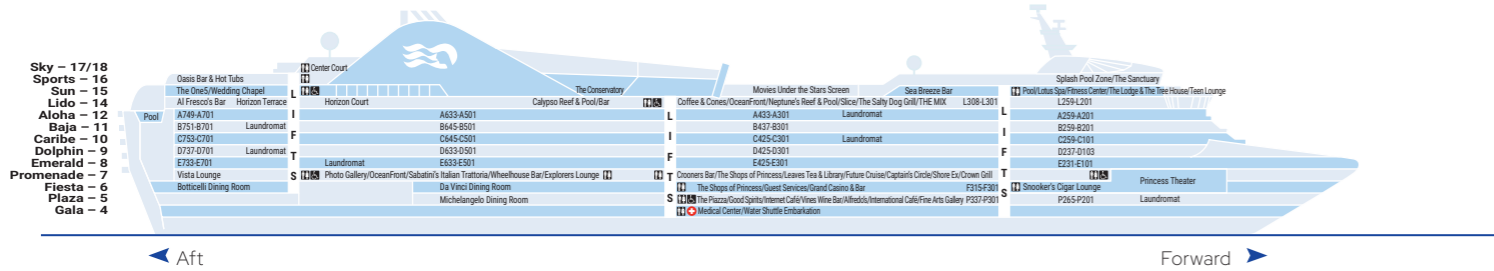 Sky – 17/18
Center Court
Sports – 16
Oasis Bar & Hot Tubs
Splash Pool Zone/The Sanctuary
Sun – 15
The One5/Wedding Chapel
The Conservatory
Movies Under the Stars Screen
Sea Breeze Bar
Pool/Lotus Spa/Fitness Center/The Lodge & The Tree House/Teen Lounge
Lido – 14
Al Fresco's Bar Horizon Terrace
Horizon Court
Calypso Reef & Pool/Bar
Coffee & Cones/OceanFront/Neptune's Reef & Pool/Slice/The Salty Dog Grill/THE MIX L308-L301
L259-L201
Aloha – 12
Pool
A749-A701
A633-A501
A433-A301 Laundromat
A259-A201
Baja – 11
B751-B701 Laundromat
B645-B501
B437-B301
B259-B201
Caribe – 10
C753-C701
C645-C501
C425-C301 Laundromat
C259-C101
Dolphin – 9
D737-D701 Laundromat
D633-D501
D425-D301
D237-D103
Emerald – 8
E733-E701
Laundromat E633-E501
E425-E301
E231-E101
Promenade – 7
Vista Lounge
Photo Gallery/OceanFront/Sabatini's Italian Trattoria/Wheelhouse Bar/Explorers Lounge
Crooners Bar/The Shops of Princess/Leaves Tea & Library/Future Cruise/Captain's Circle/Shore Ex/Crown Grill
Princess Theater
Fiesta – 6
Botticelli Dining Room
Da Vinci Dining Room
The Shops of Princess/Guest Services/Grand Casino & Bar F315-F301
Snooker's Cigar Lounge
Plaza – 5
Michelangelo Dining Room
The Piazza/Good Spirits/Internet Café/Vines Wine Bar/Alfredo's/International Café/Fine Arts Gallery P337-P301
P265-P201 Laundromat
Gala – 4
Medical Center/Water Shuttle Embarkation
LIFTS
LIFTS
LIFTS
Aft
Forward